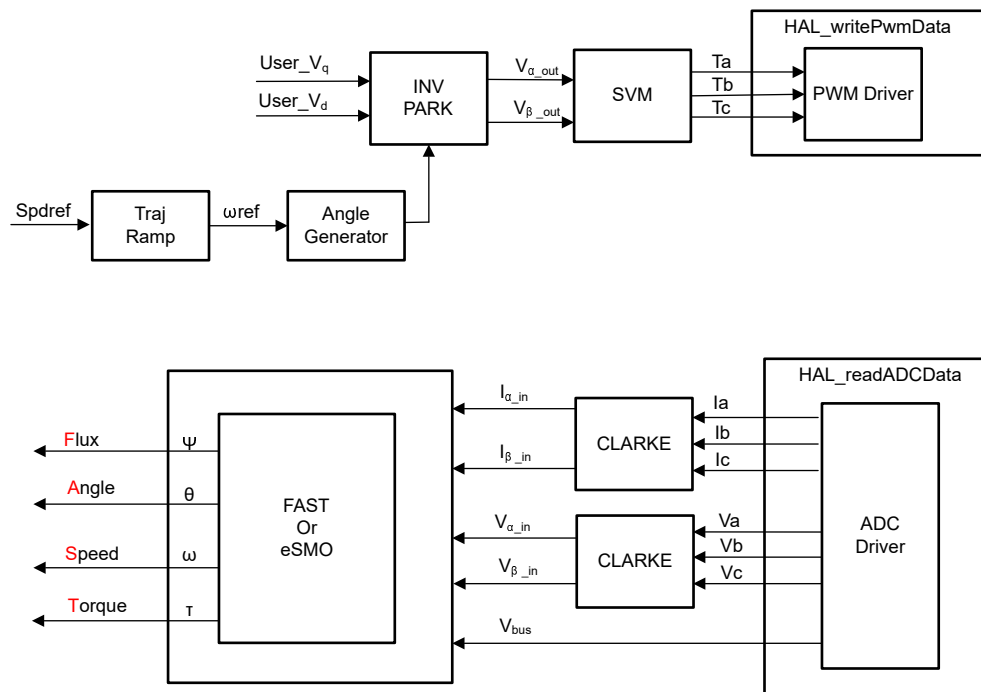 HAL_writePwmData
User_Vq
User_Vd
INV
PARK
Vα_out
Vβ_out
SVM
Ta
Tb
Tc
PWM Driver
Spdref
Traj
Ramp
ωref
Angle
Generator
HAL_readADCData
Iα_in
Iβ_in
CLARKE
Ia
Ib
Ic
Flux
Ψ
Angle
θ
Speed
ω
Torque
τ
FAST
Or
eSMO
Vα_in
Vβ_in
CLARKE
Va
Vb
Vc
ADC
Driver
Vbus